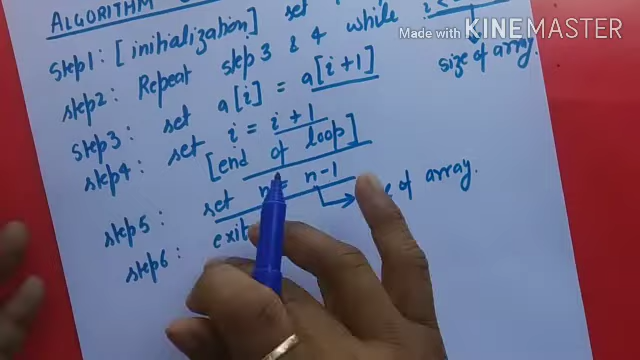 ALGORITHM
Made with KINEMASTER
step1: [initialization] set
step2: Repeat step 3 & 4 while i <
size of array
step3: set a[i] = a[i+1]
step4: set i = i+1
[end of loop]
step5: set n = n-1
of array.
step6: exit